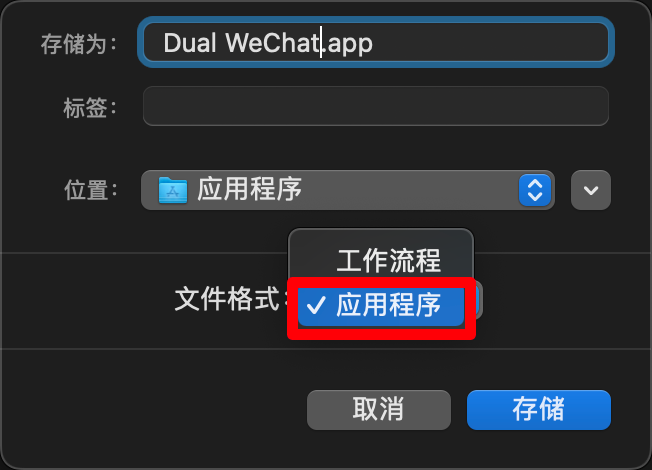 存储为： Dual WeChat.app
标签：
位置： 应用程序
工作流程
文件格式： 应用程序
取消 存储